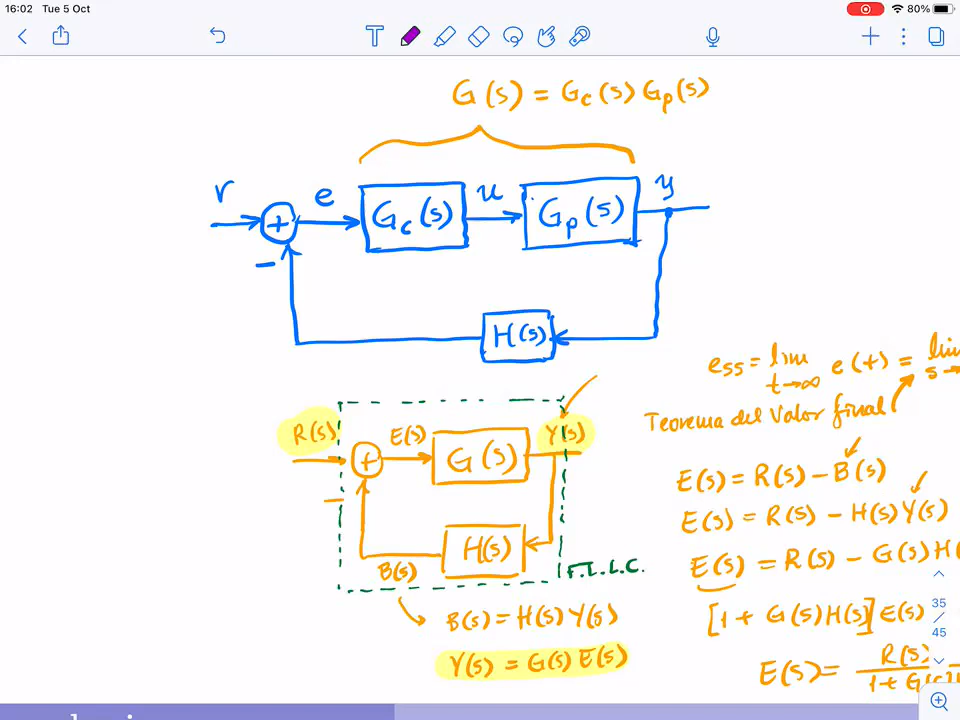 16:02 Tue 5 Oct
80%
G(s) = Gc(s) Gp(s)
r
e
Gc(s)
u
Gp(s)
y
+
-
H(s)
ess = lim e(t) = lim
t→∞ s→
Teorema del Valor final
R(s)
E(s)
G(s)
Y(s)
+
-
H(s)
B(s)
F.T.L.C.
E(s) = R(s) - B(s)
E(s) = R(s) - H(s) Y(s)
E(s) = R(s) - G(s) H(
[1 + G(s)H(s)] E(s)
E(s) = R(s)
1 + G(s)
B(s) = H(s) Y(s)
Y(s) = G(s) E(s)
35
/
45